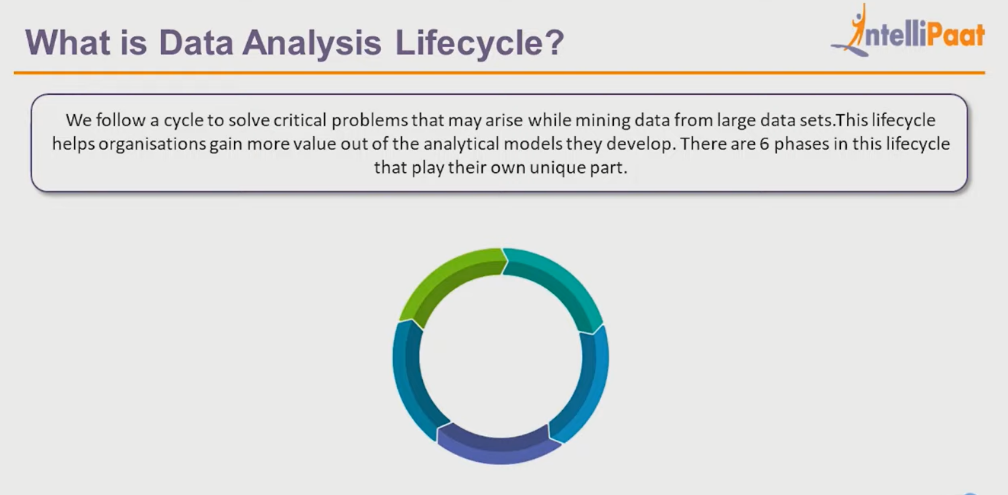 What is Data Analysis Lifecycle?
IntelliPaat
We follow a cycle to solve critical problems that may arise while mining data from large data sets.This lifecycle
helps organisations gain more value out of the analytical models they develop. There are 6 phases in this lifecycle
that play their own unique part.